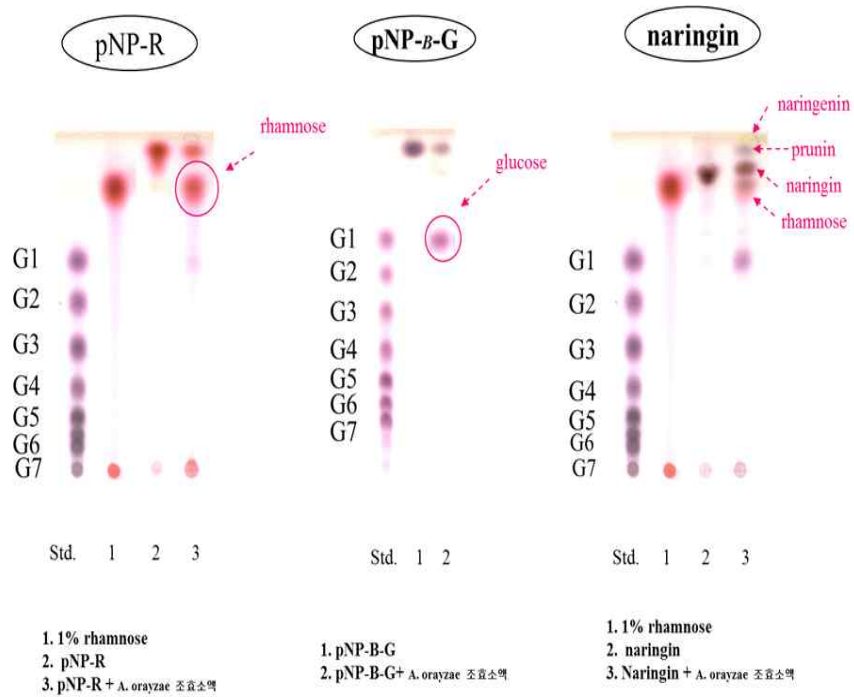 pNP-R
pNP-B-G
naringin
rhamnose
glucose
naringenin
prunin
naringin
rhamnose
G1
G2
G3
G4
G5
G6
G7
G1
G2
G3
G4
G5
G6
G7
G1
G2
G3
G4
G5
G6
G7
Std. 1 2 3
Std. 1 2
Std. 1 2 3
1. 1% rhamnose
2. pNP-R
3. pNP-R + A. orayzae 조효소액
1. pNP-B-G
2. pNP-B-G+ A. orayzae 조효소액
1. 1% rhamnose
2. naringin
3. Naringin + A. orayzae 조효소액